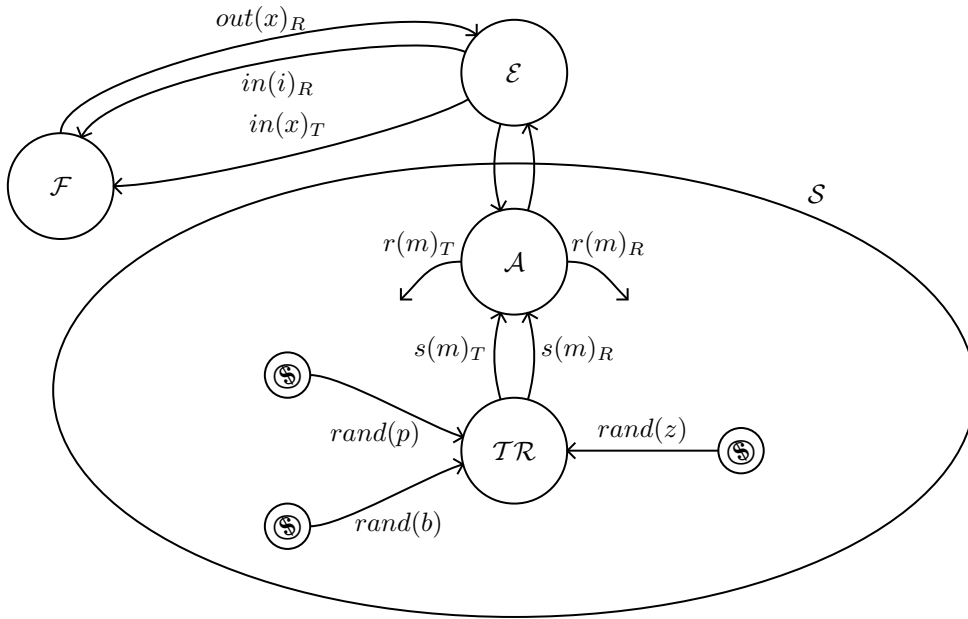 out(x)_R
ℰ
in(i)_R
in(x)_T
ℱ
𝒮
r(m)_T
r(m)_R
𝒜
s(m)_T
s(m)_R
$
rand(p)
rand(z)
𝒯ℛ
$
$
rand(b)